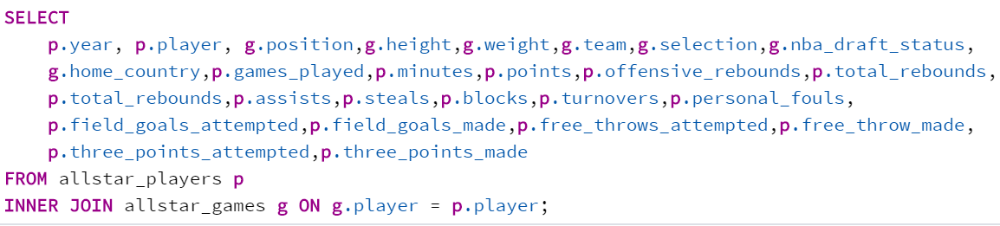 SELECT
p.year, p.player, g.position,g.height,g.weight,g.team,g.selection,g.nba_draft_status,
g.home_country,p.games_played,p.minutes,p.points,p.offensive_rebounds,p.total_rebounds,
p.total_rebounds,p.assists,p.steals,p.blocks,p.turnovers,p.personal_fouls,
p.field_goals_attempted,p.field_goals_made,p.free_throws_attempted,p.free_throw_made,
p.three_points_attempted,p.three_points_made
FROM allstar_players p
INNER JOIN allstar_games g ON g.player = p.player;